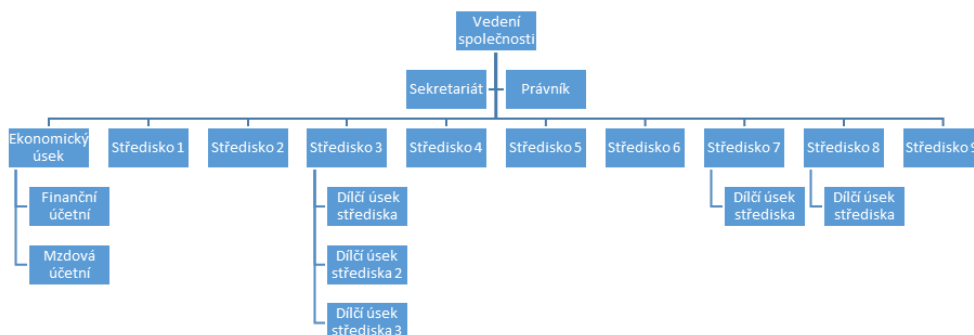 Vedení
společnosti
Sekretariát
Právník
Ekonomický
úsek
Středisko 1
Středisko 2
Středisko 3
Středisko 4
Středisko 5
Středisko 6
Středisko 7
Středisko 8
Středisko 9
Finanční
účetní
Mzdová
účetní
Dílčí úsek
střediska
Dílčí úsek
střediska 2
Dílčí úsek
střediska 3
Dílčí úsek
střediska
Dílčí úsek
střediska